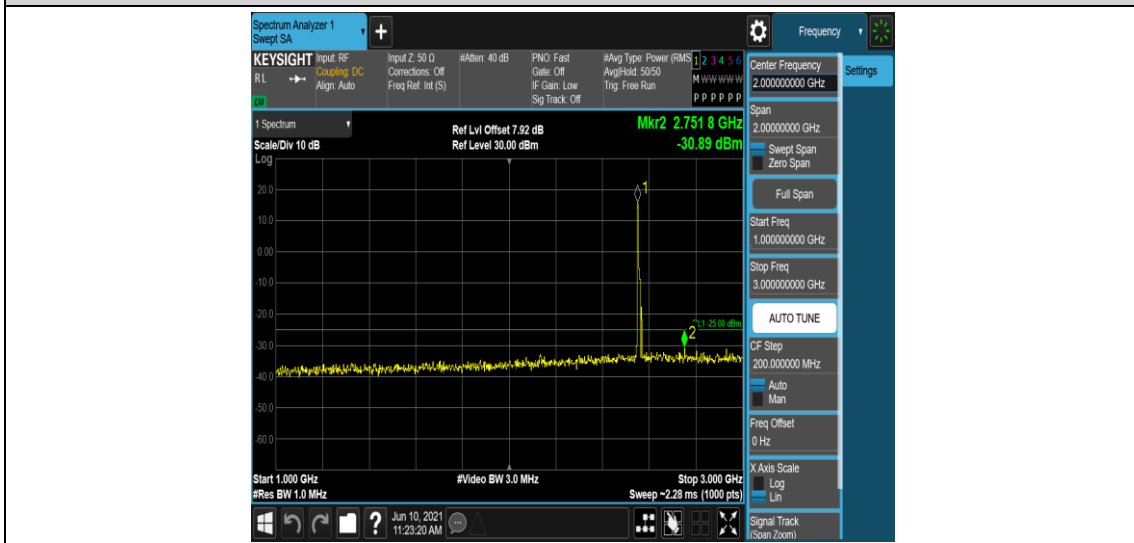 Spectrum Analyzer 1
Swept SA
+
Frequency
KEYSIGHT
RL
LXI
Input: RF
Coupling: DC
Align: Auto
Input Z: 50 Ω
Corrections: Off
Freq Ref: Int (S)
#Atten: 40 dB
PNO: Fast
Gate: Off
IF Gain: Low
Sig Track: Off
#Avg Type: Power (RMS
Avg|Hold: 50/50
Trig: Free Run
1 2 3 4 5 6
M W W W W W
P P P P P P
Center Frequency
2.000000000 GHz
Settings
Span
2.00000000 GHz
Swept Span
Zero Span
Full Span
Start Freq
1.000000000 GHz
Stop Freq
3.000000000 GHz
AUTO TUNE
CF Step
200.000000 MHz
Auto
Man
Freq Offset
0 Hz
X Axis Scale
Log
Lin
Signal Track
(Span Zoom)
1 Spectrum
Scale/Div 10 dB
Ref Lvl Offset 7.92 dB
Ref Level 30.00 dBm
Mkr2 2.751 8 GHz
-30.89 dBm
Log
20.0
10.0
0.00
-10.0
-20.0
-30.0
-40.0
-50.0
-60.0
1
DL1 -25.00 dBm
2
Start 1.000 GHz
#Res BW 1.0 MHz
#Video BW 3.0 MHz
Stop 3.000 GHz
Sweep ~2.28 ms (1000 pts)
?
Jun 10, 2021
11:23:20 AM